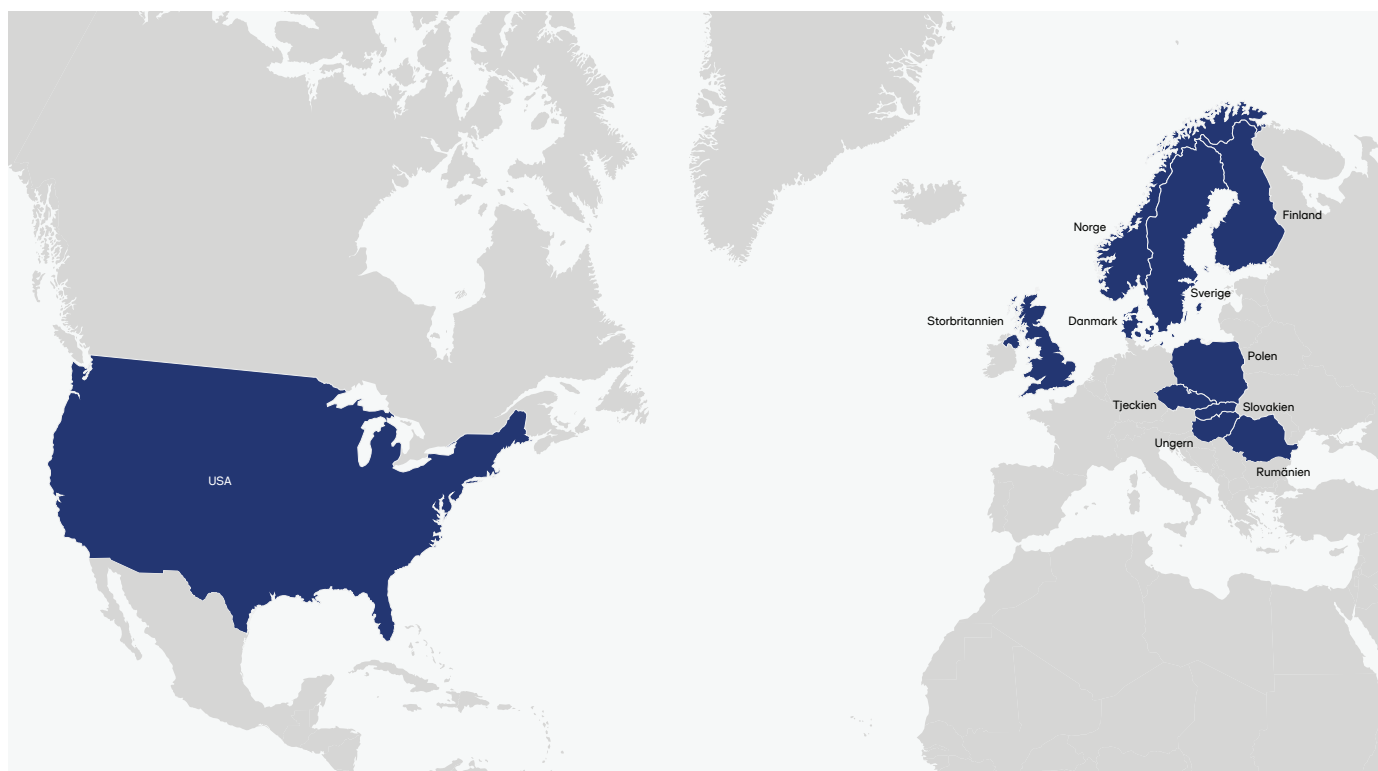 Finland
Norge
Sverige
Storbritannien
Danmark
Polen
Tjeckien
Slovakien
Ungern
Rumänien
USA